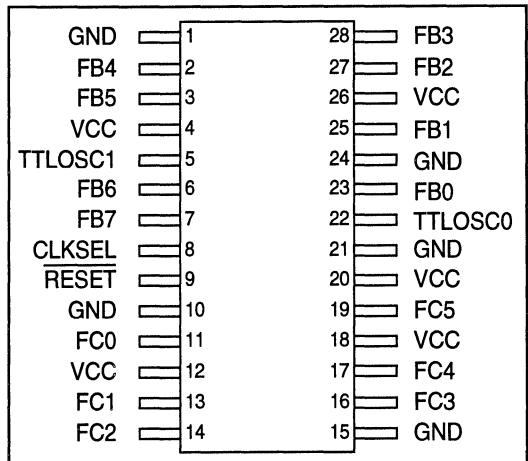 GND 1 28 FB3
FB4 2 27 FB2
FB5 3 26 VCC
VCC 4 25 FB1
TTLOSC1 5 24 GND
FB6 6 23 FB0
FB7 7 22 TTLOSC0
CLKSEL 8 21 GND
RESET 9 20 VCC
GND 10 19 FC5
FC0 11 18 VCC
VCC 12 17 FC4
FC1 13 16 FC3
FC2 14 15 GND